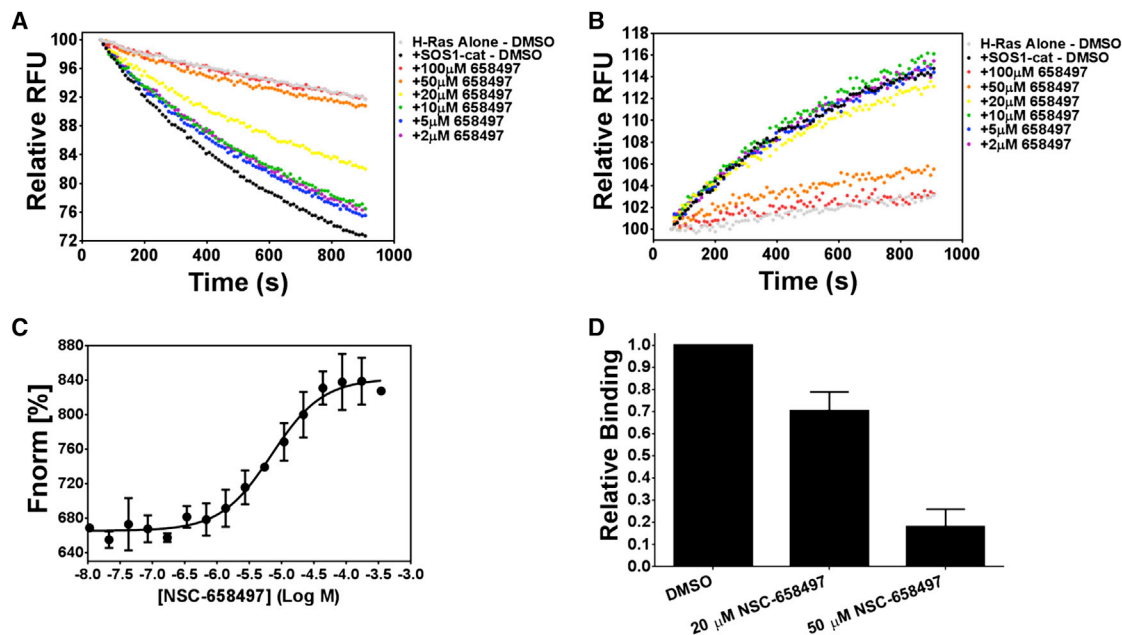 A
Relative RFU
100
96
92
88
84
80
76
72
0
200
400
600
800
1000
Time (s)
H-Ras Alone - DMSO
+SOS1-cat - DMSO
+100μM 658497
+50μM 658497
+20μM 658497
+10μM 658497
+5μM 658497
+2μM 658497
B
Relative RFU
118
116
114
112
110
108
106
104
102
100
0
200
400
600
800
1000
Time (s)
H-Ras Alone - DMSO
+SOS1-cat - DMSO
+100μM 658497
+50μM 658497
+20μM 658497
+10μM 658497
+5μM 658497
+2μM 658497
C
Fnorm [%]
880
840
800
760
720
680
640
-8.0 -7.5 -7.0 -6.5 -6.0 -5.5 -5.0 -4.5 -4.0 -3.5 -3.0
[NSC-658497] (Log M)
D
Relative Binding
1.0
0.9
0.8
0.7
0.6
0.5
0.4
0.3
0.2
0.1
0.0
DMSO
20 μM NSC-658497
50 μM NSC-658497